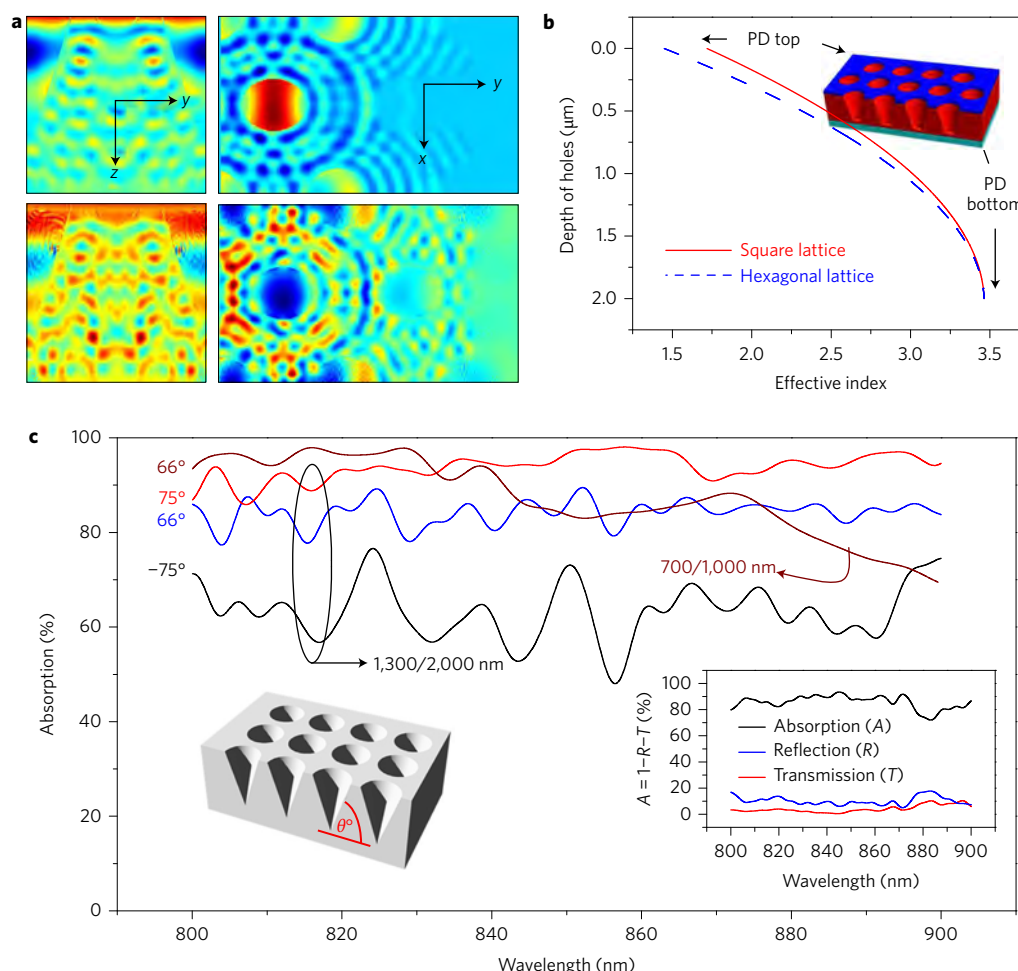 a
y
z
y
x
b
PD top
0.0
0.5
1.0
1.5
2.0
Depth of holes (μm)
PD
bottom
Square lattice
Hexagonal lattice
1.5
2.0
2.5
3.0
3.5
Effective index
c
100
80
60
40
20
0
Absorption (%)
66°
75°
66°
−75°
700/1,000 nm
1,300/2,000 nm
θ°
100
80
60
40
20
0
A = 1−R−T (%)
Absorption (A)
Reflection (R)
Transmission (T)
800
820
840
860
880
900
Wavelength (nm)
800
820
840
860
880
900
Wavelength (nm)